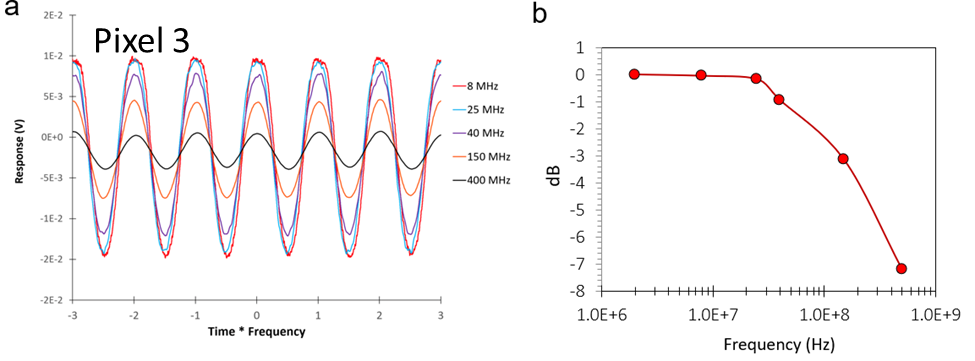 a
Pixel 3
2E-2
1E-2
5E-3
0E+0
-5E-3
-1E-2
-2E-2
-2E-2
Response (V)
-3 -2 -1 0 1 2 3
Time * Frequency
8 MHz
25 MHz
40 MHz
150 MHz
400 MHz
b
1
0
-1
-2
-3
-4
-5
-6
-7
-8
dB
1.0E+6 1.0E+7 1.0E+8 1.0E+9
Frequency (Hz)